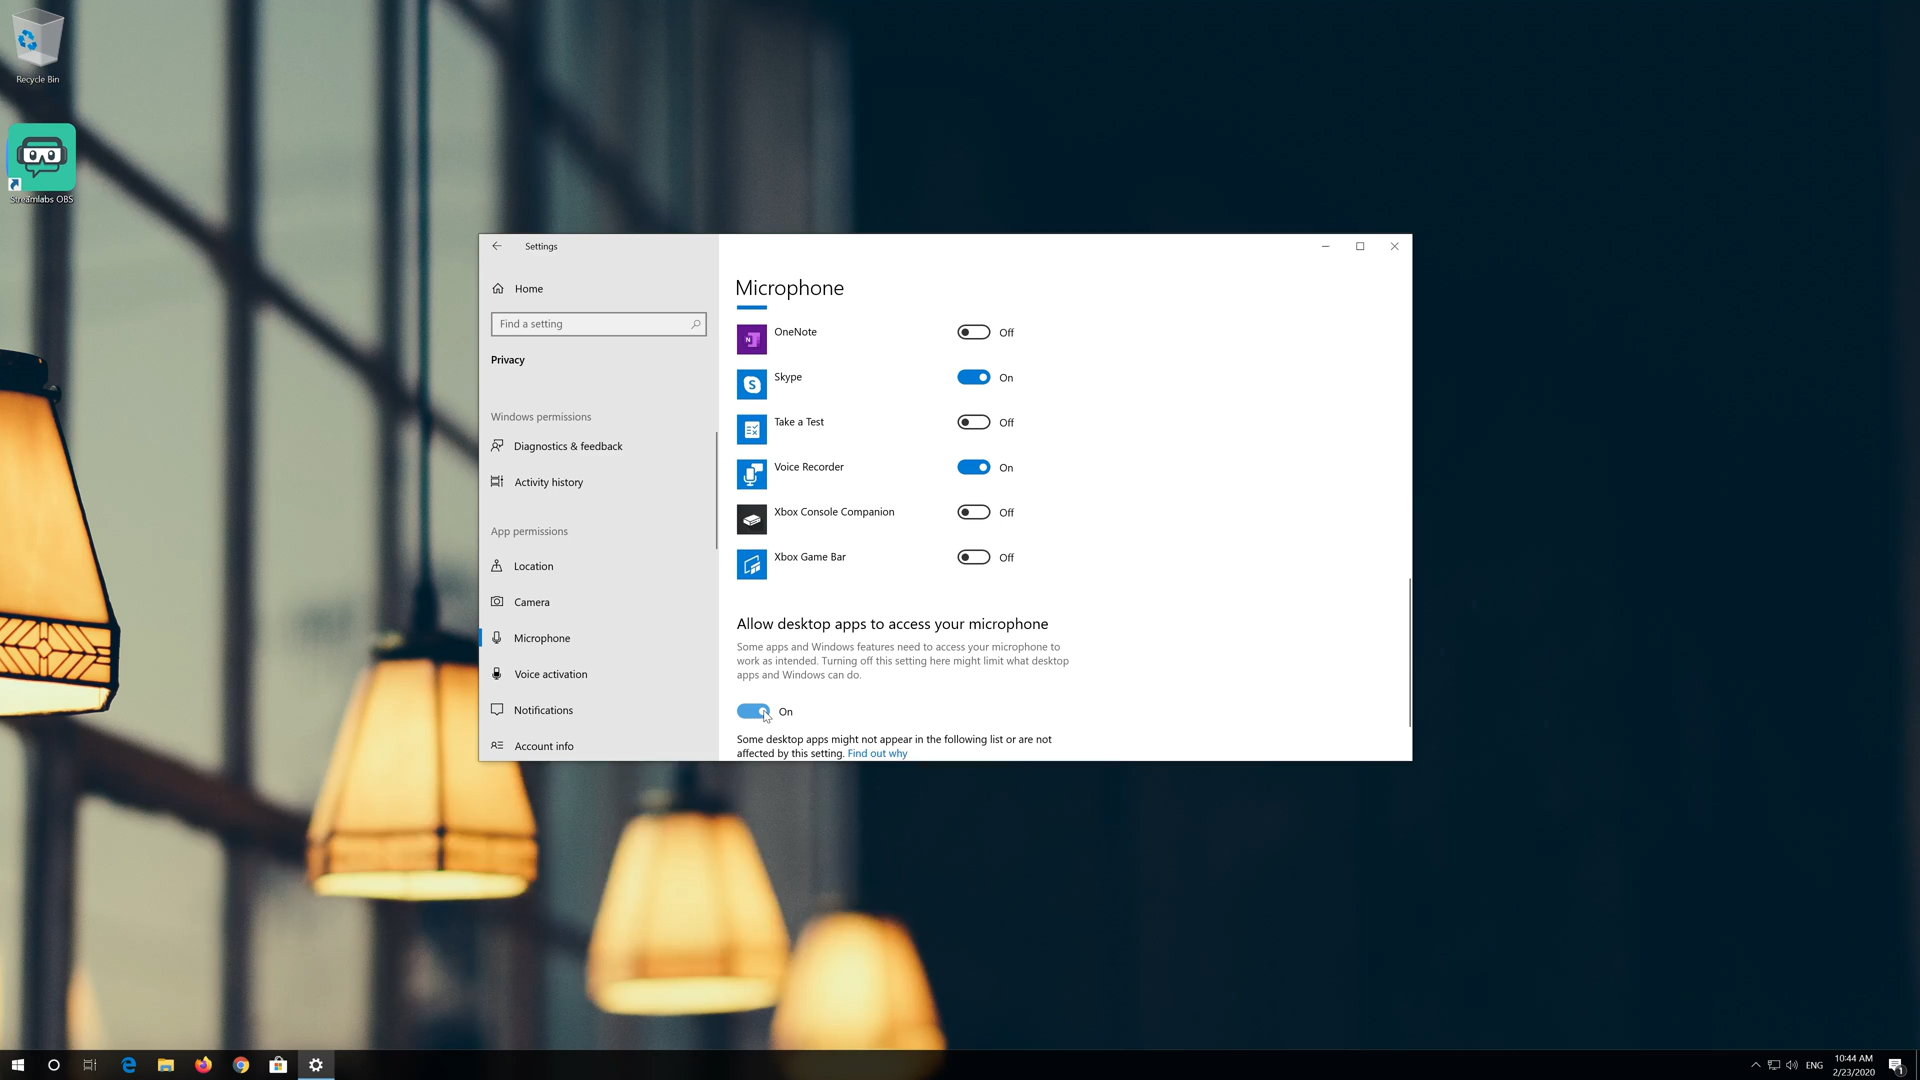 Recycle Bin
Streamlabs OBS
Settings
Home
Find a setting
Privacy
Windows permissions
Diagnostics & feedback
Activity history
App permissions
Location
Camera
Microphone
Voice activation
Notifications
Account info
Microphone
OneNote
Off
Skype
On
Take a Test
Off
Voice Recorder
On
Xbox Console Companion
Off
Xbox Game Bar
Off
Allow desktop apps to access your microphone
Some apps and Windows features need to access your microphone to
work as intended. Turning off this setting here might limit what desktop
apps and Windows can do.
On
Some desktop apps might not appear in the following list or are not
affected by this setting. Find out why
ENG
10:44 AM
2/23/2020
1